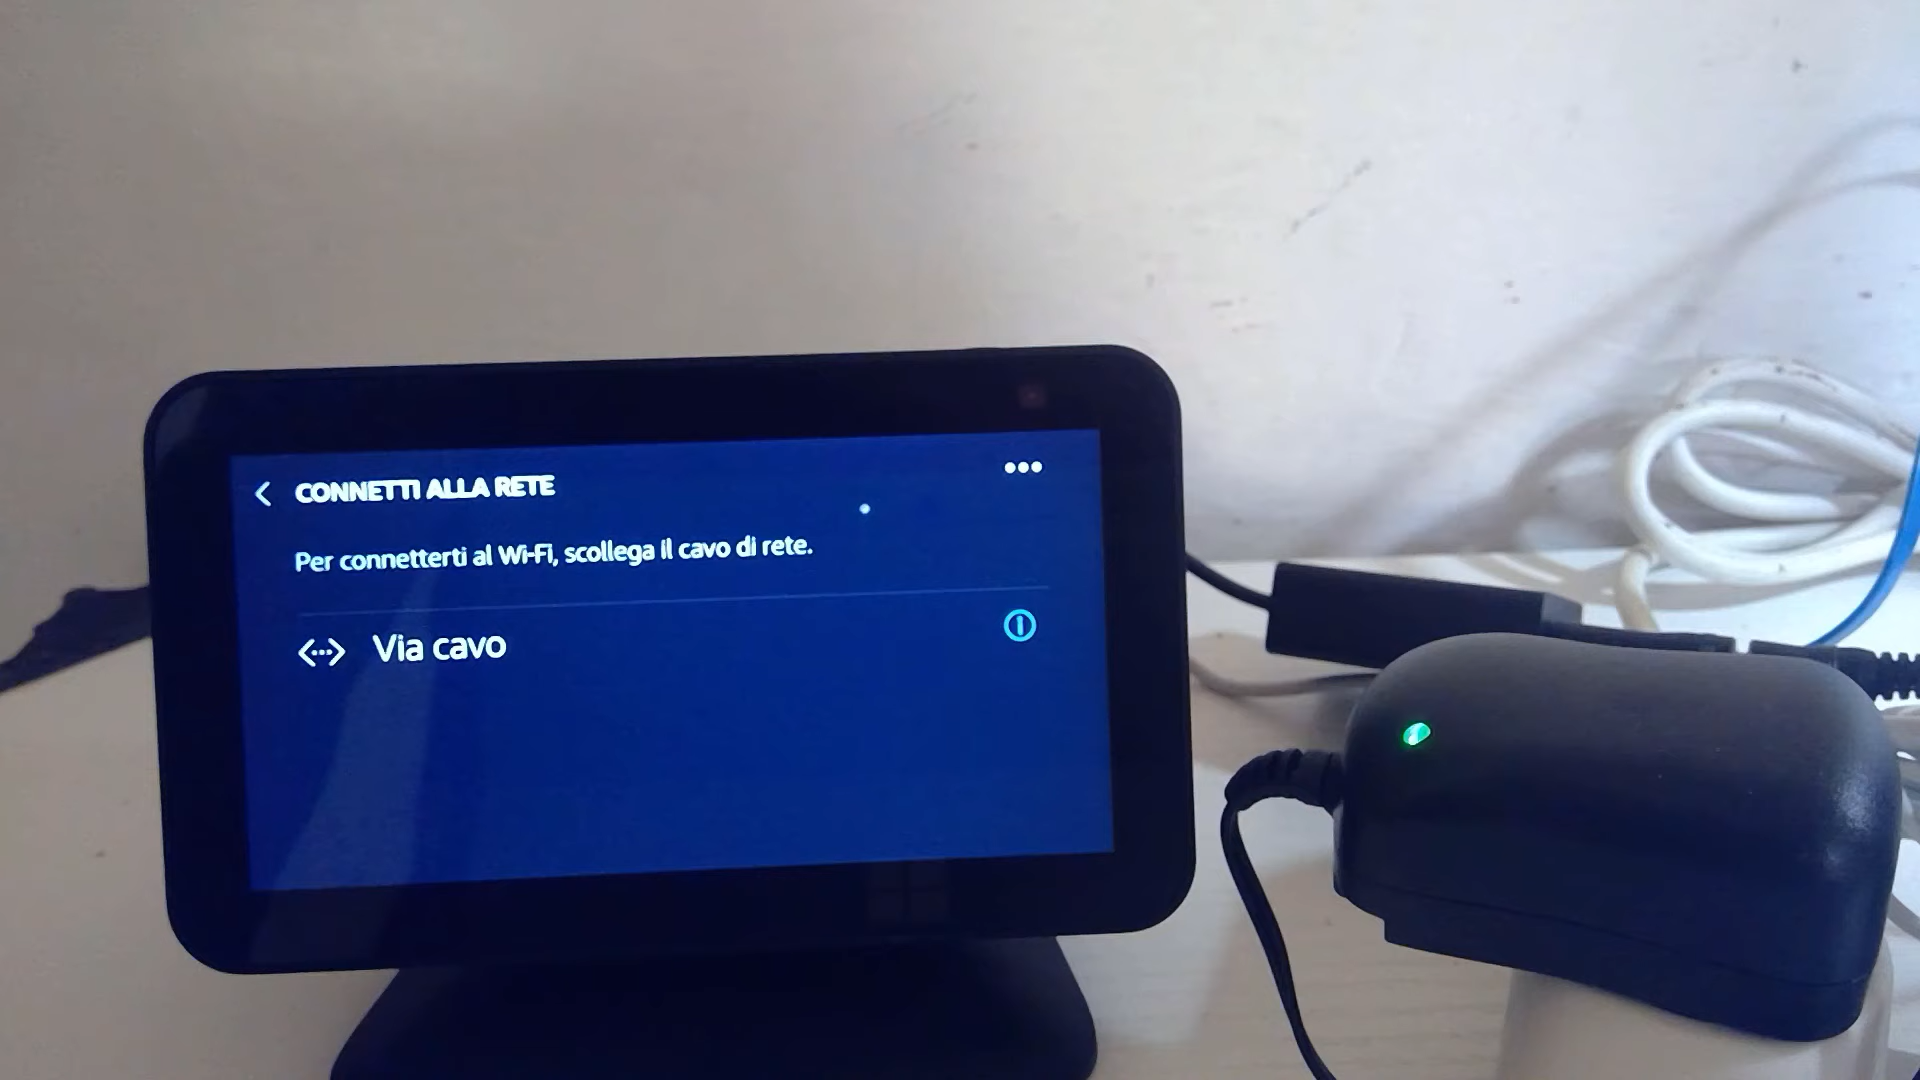 CONNETTI ALLA RETE
Per connetterti al Wi-Fi, scollega il cavo di rete.
Via cavo